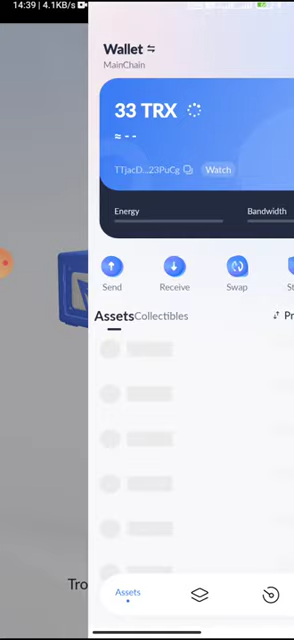 14:39 | 4.1KB/s
Wallet
MainChain
33 TRX
≈ --
TTjacD...23PuCg
Watch
Energy
Bandwidth
Send
Receive
Swap
Assets
Collectibles
Assets